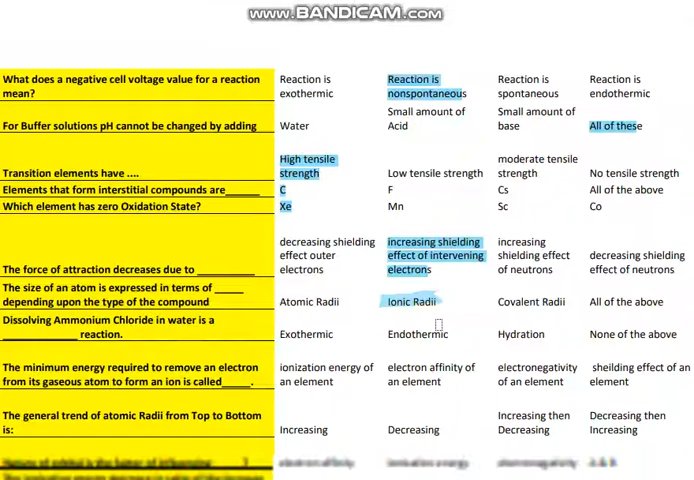 WWW.BANDICAM.COM
What does a negative cell voltage value for a reaction mean? Reaction is exothermic Reaction is nonspontaneous Reaction is spontaneous Reaction is endothermic
For Buffer solutions pH cannot be changed by adding Water Small amount of Acid Small amount of base All of these
Transition elements have .... High tensile strength Low tensile strength moderate tensile strength No tensile strength
Elements that form interstitial compounds are______ C F Cs All of the above
Which element has zero Oxidation State? Xe Mn Sc Co
The force of attraction decreases due to __________ decreasing shielding effect outer electrons increasing shielding effect of intervening electrons increasing shielding effect of neutrons decreasing shielding effect of neutrons
The size of an atom is expressed in terms of _____ depending upon the type of the compound Atomic Radii Ionic Radii Covalent Radii All of the above
Dissolving Ammonium Chloride in water is a _____________ reaction. Exothermic Endothermic Hydration None of the above
The minimum energy required to remove an electron from its gaseous atom to form an ion is called_____. ionization energy of an element electron affinity of an element electronegativity of an element sheilding effect of an element
The general trend of atomic Radii from Top to Bottom is: Increasing Decreasing Increasing then Decreasing Decreasing then Increasing